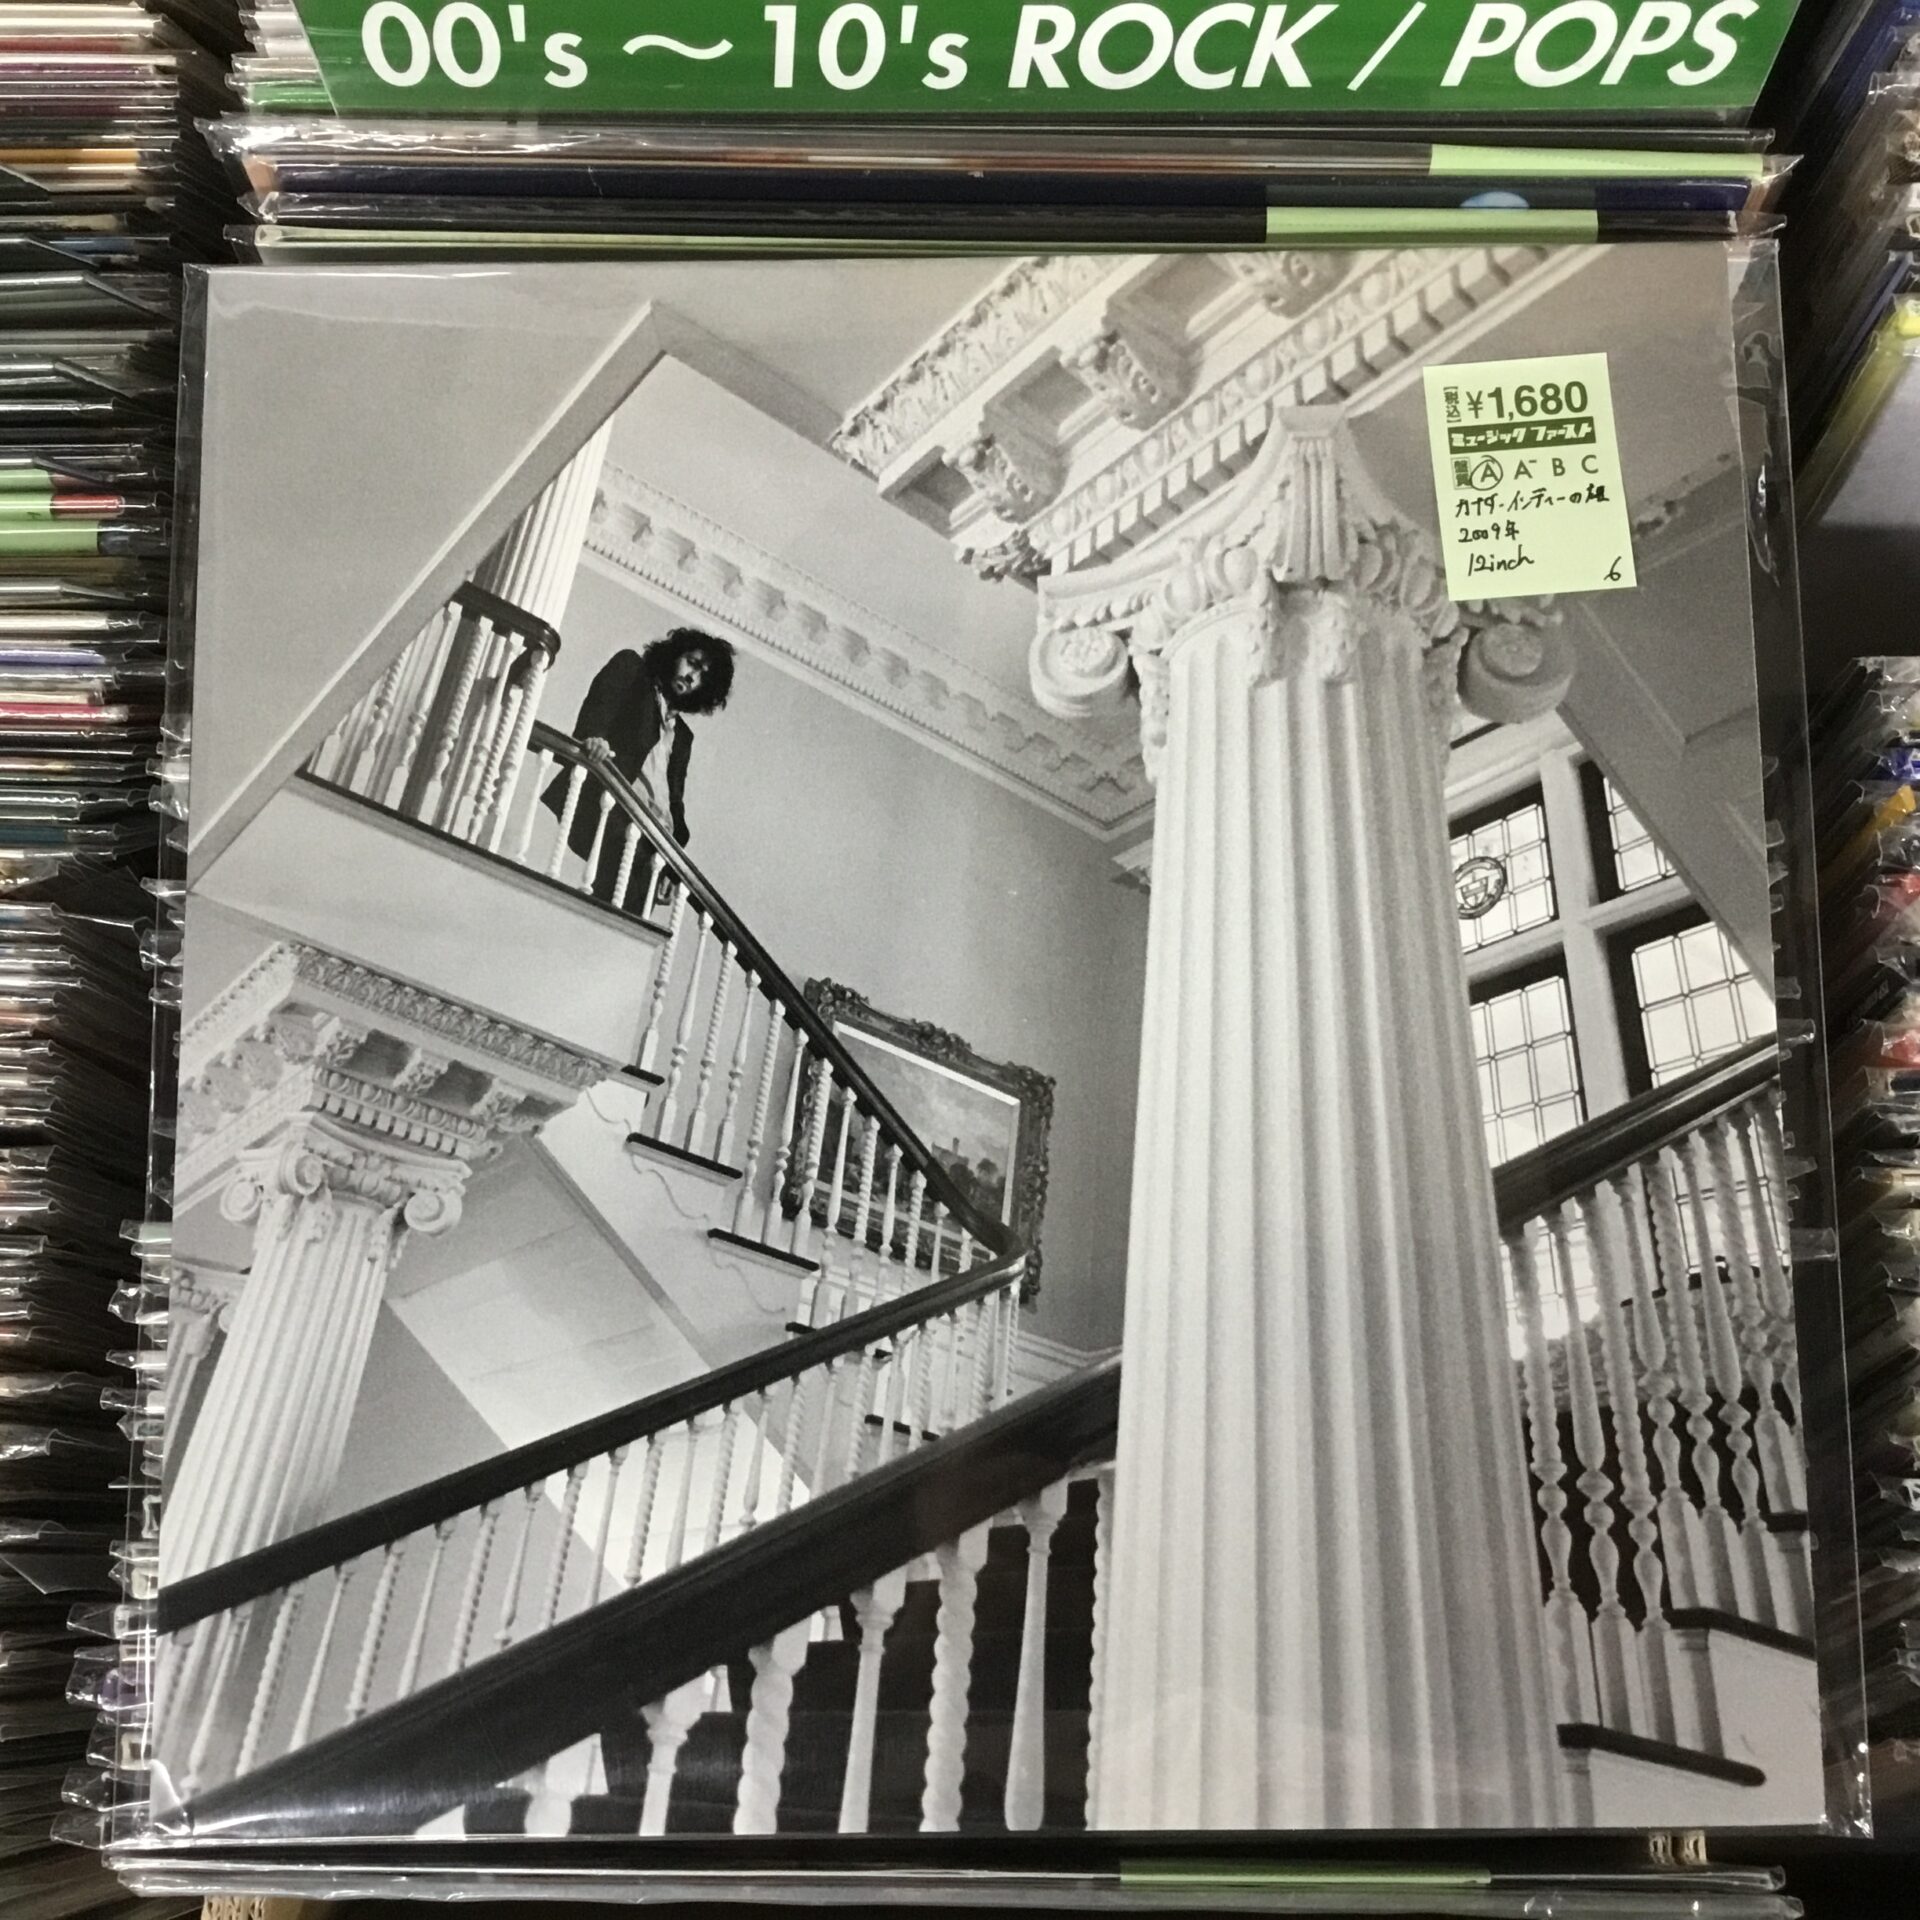 00's 〜 10's ROCK / POPS
【税込】 ¥1,680
ミュージック ファースト
盤質 A A⁻ B C
カナダ・インディーの雄
2009年
12inch
6